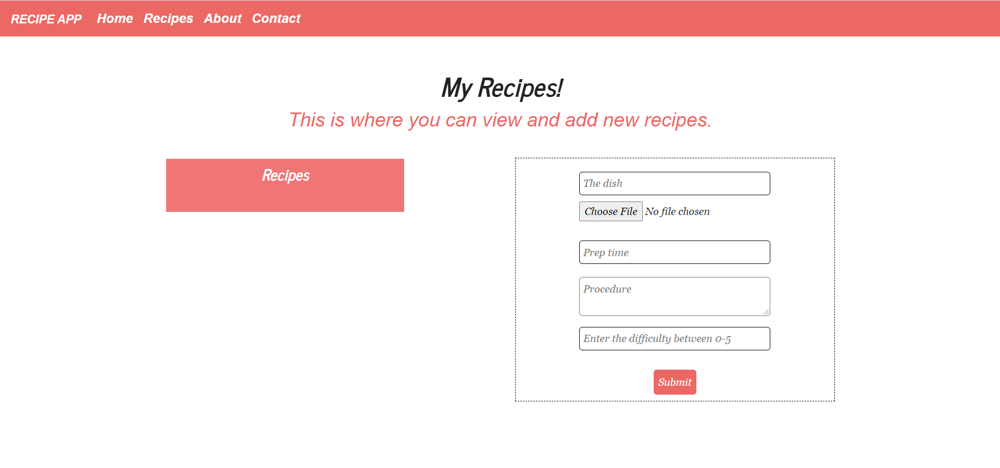 RECIPE APP Home Recipes About Contact
My Recipes!
This is where you can view and add new recipes.
Recipes
The dish
Choose File No file chosen
Prep time
Procedure
Enter the difficulty between 0-5
Submit